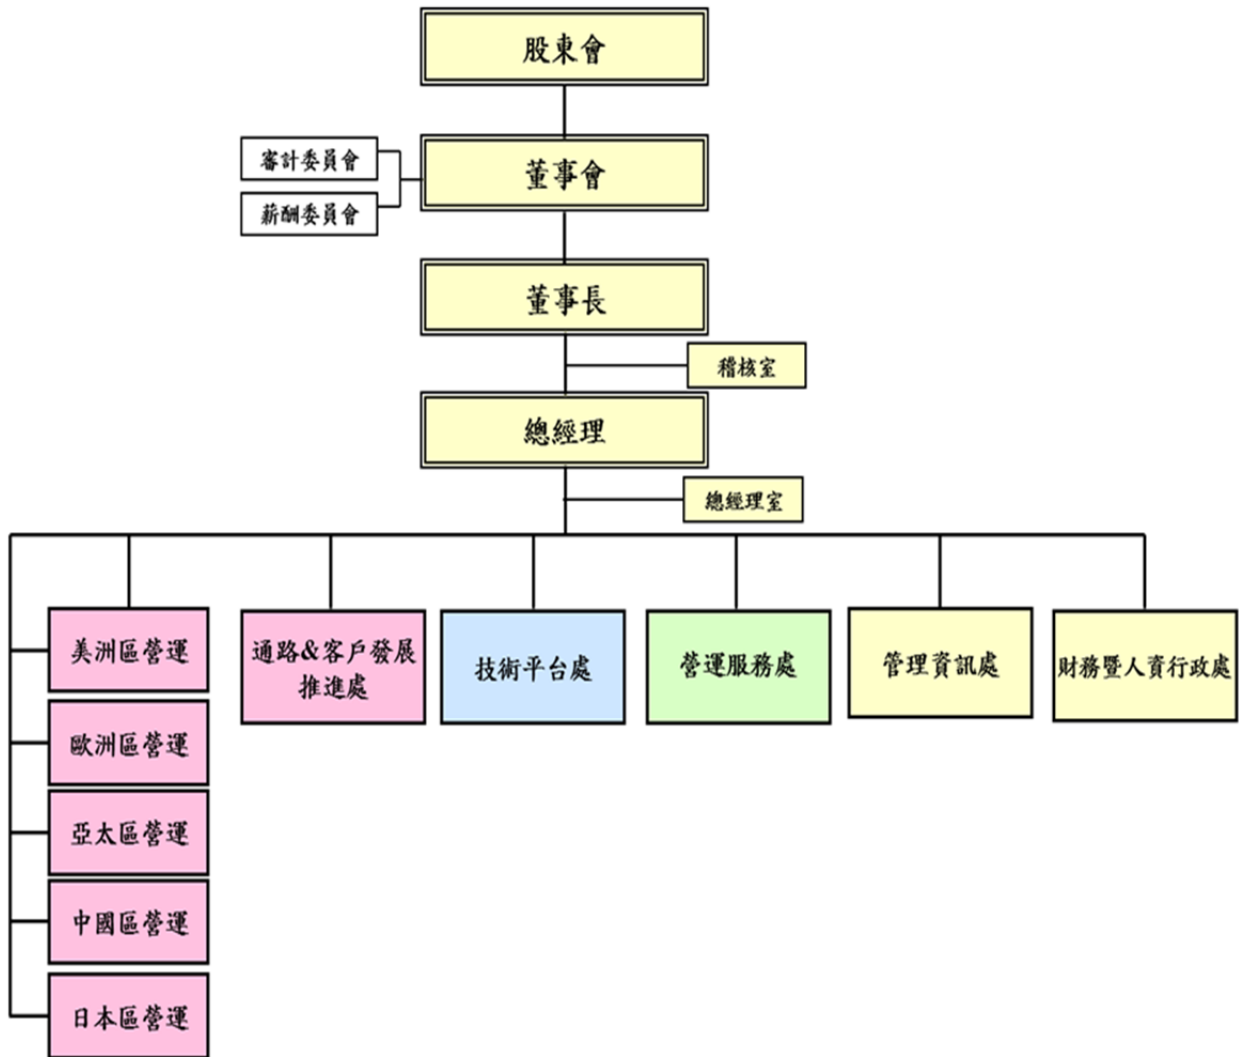 股東會
審計委員會
董事會
薪酬委員會
董事長
稽核室
總經理
總經理室
美洲區營運
通路&客戶發展
推進處
技術平台處
營運服務處
管理資訊處
財務暨人資行政處
歐洲區營運
亞太區營運
中國區營運
日本區營運